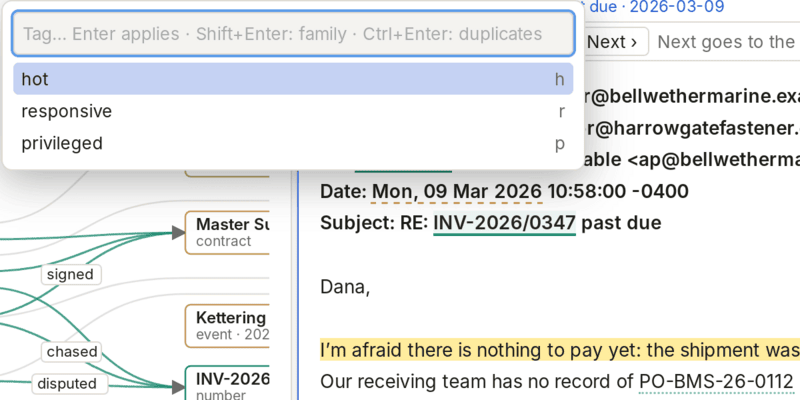 due · 2026-03-09
Tag... Enter applies · Shift+Enter: family · Ctrl+Enter: duplicates
Next › Next goes to the
hot h
responsive r
privileged p
r@bellwethermarine.exa
r@harrowgatefastener.
able <ap@bellwetherma
Date: Mon, 09 Mar 2026 10:58:00 -0400
Subject: RE: INV-2026/0347 past due
Dana,
I'm afraid there is nothing to pay yet: the shipment was
Our receiving team has no record of PO-BMS-26-0112
Master Su
contract
signed
Kettering
event · 202
chased
disputed
INV-2026
number